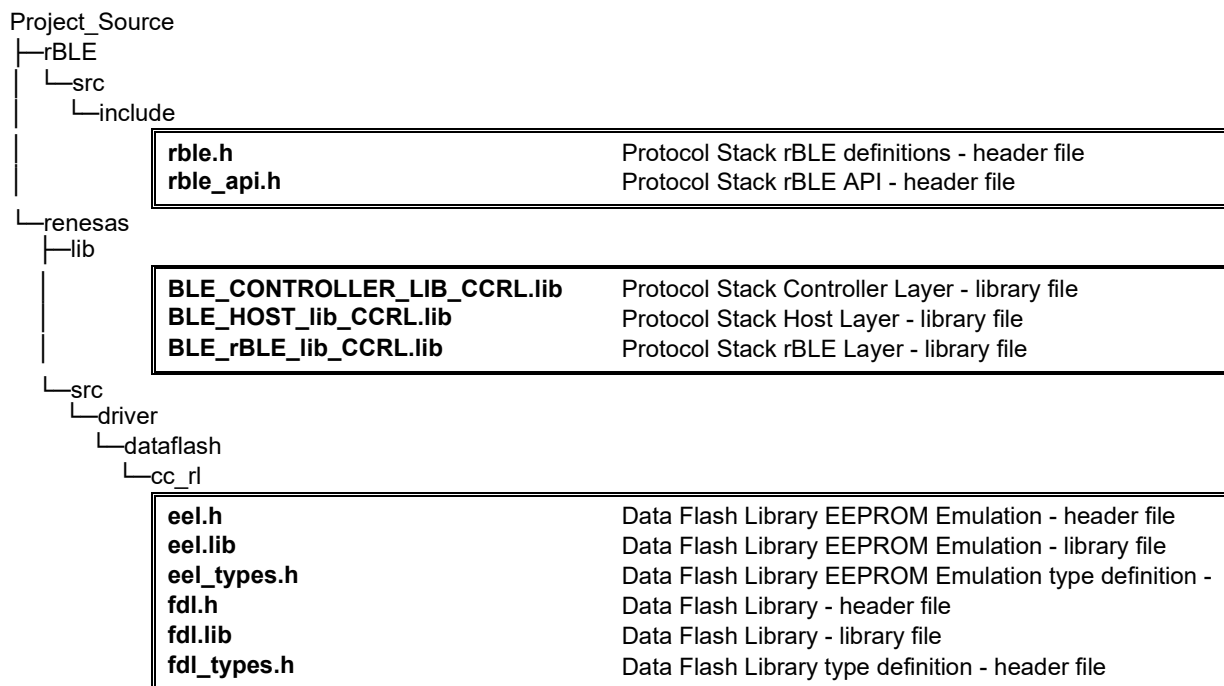 Project_Source
├─rBLE
│ └─src
│ └─include
rble.h Protocol Stack rBLE definitions - header file
rble_api.h Protocol Stack rBLE API - header file
└─renesas
├─lib
BLE_CONTROLLER_LIB_CCRL.lib Protocol Stack Controller Layer - library file
BLE_HOST_lib_CCRL.lib Protocol Stack Host Layer - library file
BLE_rBLE_lib_CCRL.lib Protocol Stack rBLE Layer - library file
└─src
└─driver
└─dataflash
└─cc_rl
eel.h Data Flash Library EEPROM Emulation - header file
eel.lib Data Flash Library EEPROM Emulation - library file
eel_types.h Data Flash Library EEPROM Emulation type definition -
fdl.h Data Flash Library - header file
fdl.lib Data Flash Library - library file
fdl_types.h Data Flash Library type definition - header file